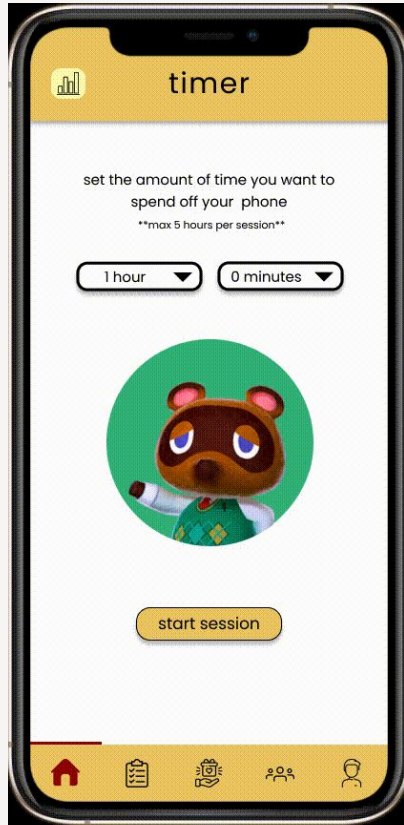 timer
set the amount of time you want to
spend off your phone
**max 5 hours per session**
1 hour
0 minutes
start session